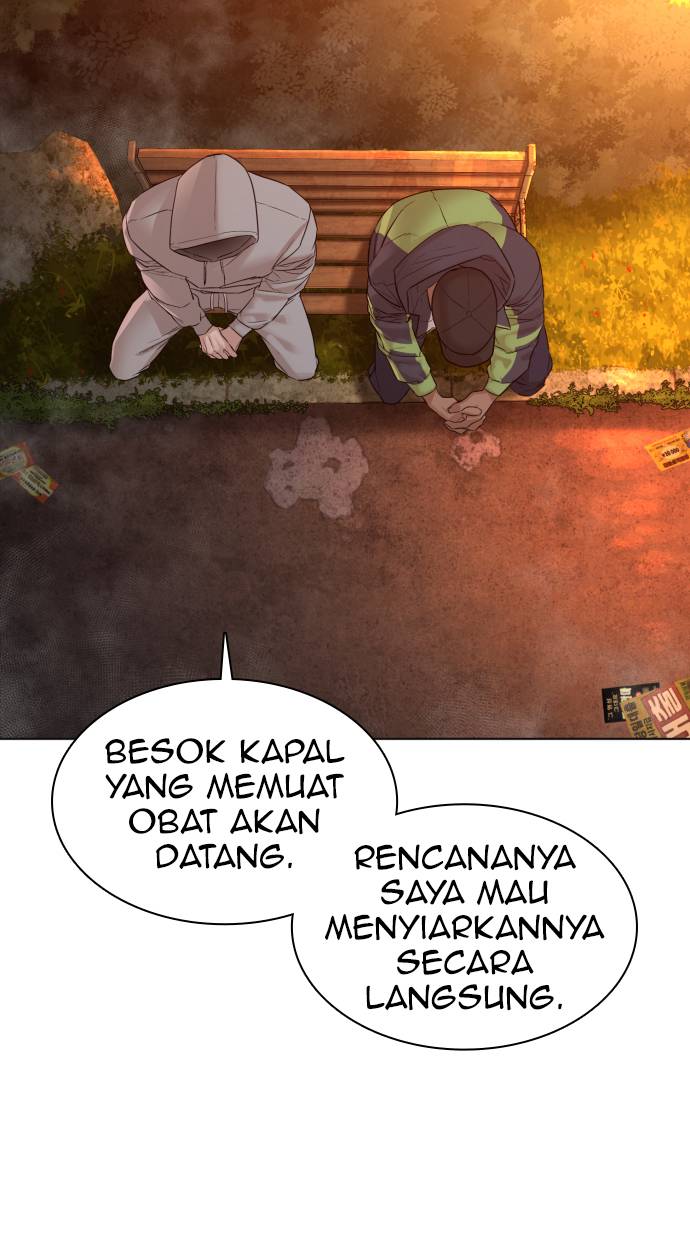 BESOK KAPAL
YANG MEMUAT
OBAT AKAN
DATANG.
RENCANANYA
SAYA MAU
MENYIARKANNYA
SECARA
LANGSUNG.